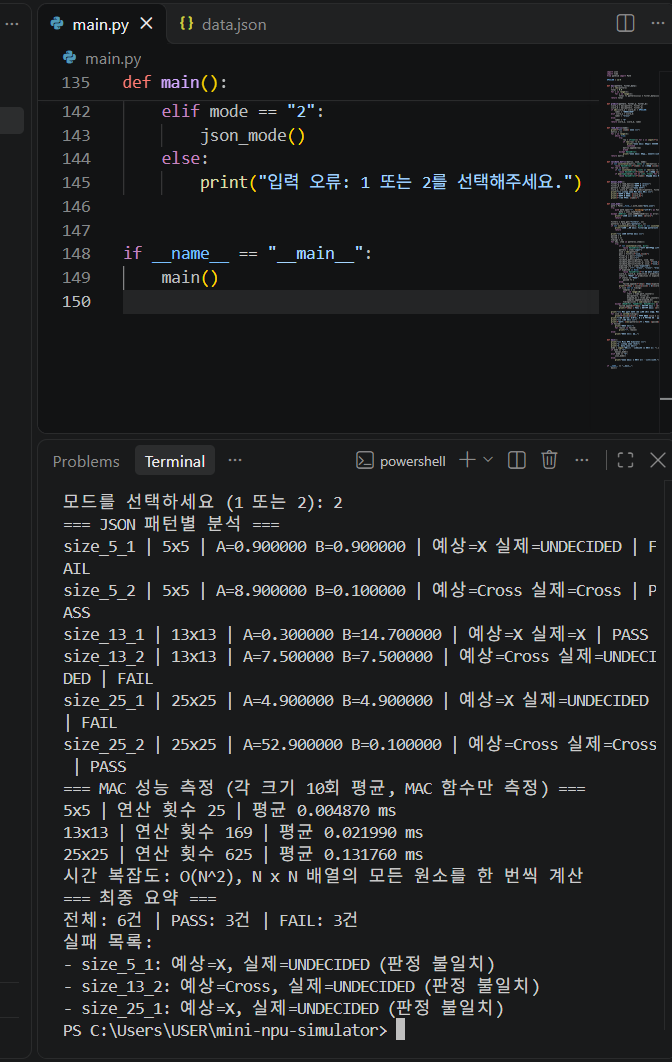 main.py
data.json
main.py
135 def main():
142 elif mode == "2":
143 json_mode()
144 else:
145 print("입력 오류: 1 또는 2를 선택해주세요.")
146
147
148 if __name__ == "__main__":
149 main()
150
Problems Terminal powershell
모드를 선택하세요 (1 또는 2): 2
=== JSON 패턴별 분석 ===
size_5_1 | 5x5 | A=0.900000 B=0.900000 | 예상=X 실제=UNDECIDED | F
AIL
size_5_2 | 5x5 | A=8.900000 B=0.100000 | 예상=Cross 실제=Cross | P
ASS
size_13_1 | 13x13 | A=0.300000 B=14.700000 | 예상=X 실제=X | PASS
size_13_2 | 13x13 | A=7.500000 B=7.500000 | 예상=Cross 실제=UNDECI
DED | FAIL
size_25_1 | 25x25 | A=4.900000 B=4.900000 | 예상=X 실제=UNDECIDED
| FAIL
size_25_2 | 25x25 | A=52.900000 B=0.100000 | 예상=Cross 실제=Cross
| PASS
=== MAC 성능 측정 (각 크기 10회 평균, MAC 함수만 측정) ===
5x5 | 연산 횟수 25 | 평균 0.004870 ms
13x13 | 연산 횟수 169 | 평균 0.021990 ms
25x25 | 연산 횟수 625 | 평균 0.131760 ms
시간 복잡도: O(N^2), N x N 배열의 모든 원소를 한 번씩 계산
=== 최종 요약 ===
전체: 6건 | PASS: 3건 | FAIL: 3건
실패 목록:
- size_5_1: 예상=X, 실제=UNDECIDED (판정 불일치)
- size_13_2: 예상=Cross, 실제=UNDECIDED (판정 불일치)
- size_25_1: 예상=X, 실제=UNDECIDED (판정 불일치)
PS C:\Users\USER\mini-npu-simulator>